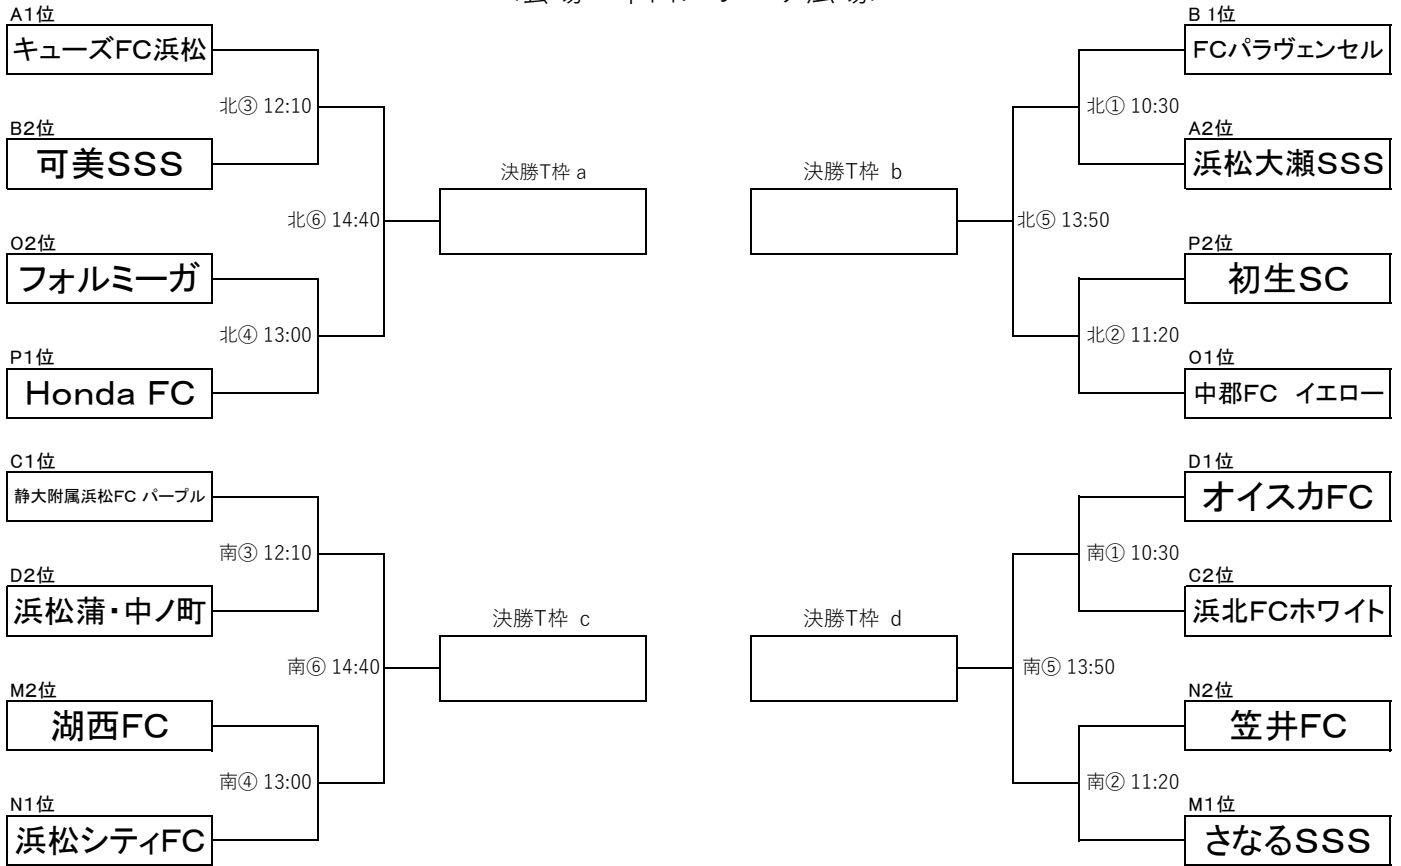 A1位
キューズFC浜松
北③ 12:10
B2位
可美SSS
決勝T枠 a
北⑥ 14:40
O2位
フォルミーガ
北④ 13:00
P1位
Honda FC
B 1位
FCパラヴェンセル
北① 10:30
A2位
浜松大瀬SSS
決勝T枠 b
北⑤ 13:50
P2位
初生SC
北② 11:20
O1位
中郡FC イエロー
C1位
静大附属浜松FC パープル
南③ 12:10
D2位
浜松蒲・中ノ町
決勝T枠 c
南⑥ 14:40
M2位
湖西FC
南④ 13:00
N1位
浜松シティFC
D1位
オイスカFC
南① 10:30
C2位
浜北FCホワイト
決勝T枠 d
南⑤ 13:50
N2位
笠井FC
南② 11:20
M1位
さなるSSS